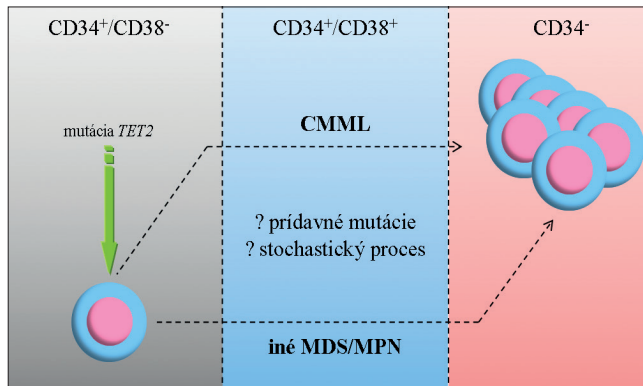 CD34⁺/CD38⁻
CD34⁺/CD38⁺
CD34⁻
mutácia TET2
CMML
? prídavné mutácie
? stochastický proces
iné MDS/MPN